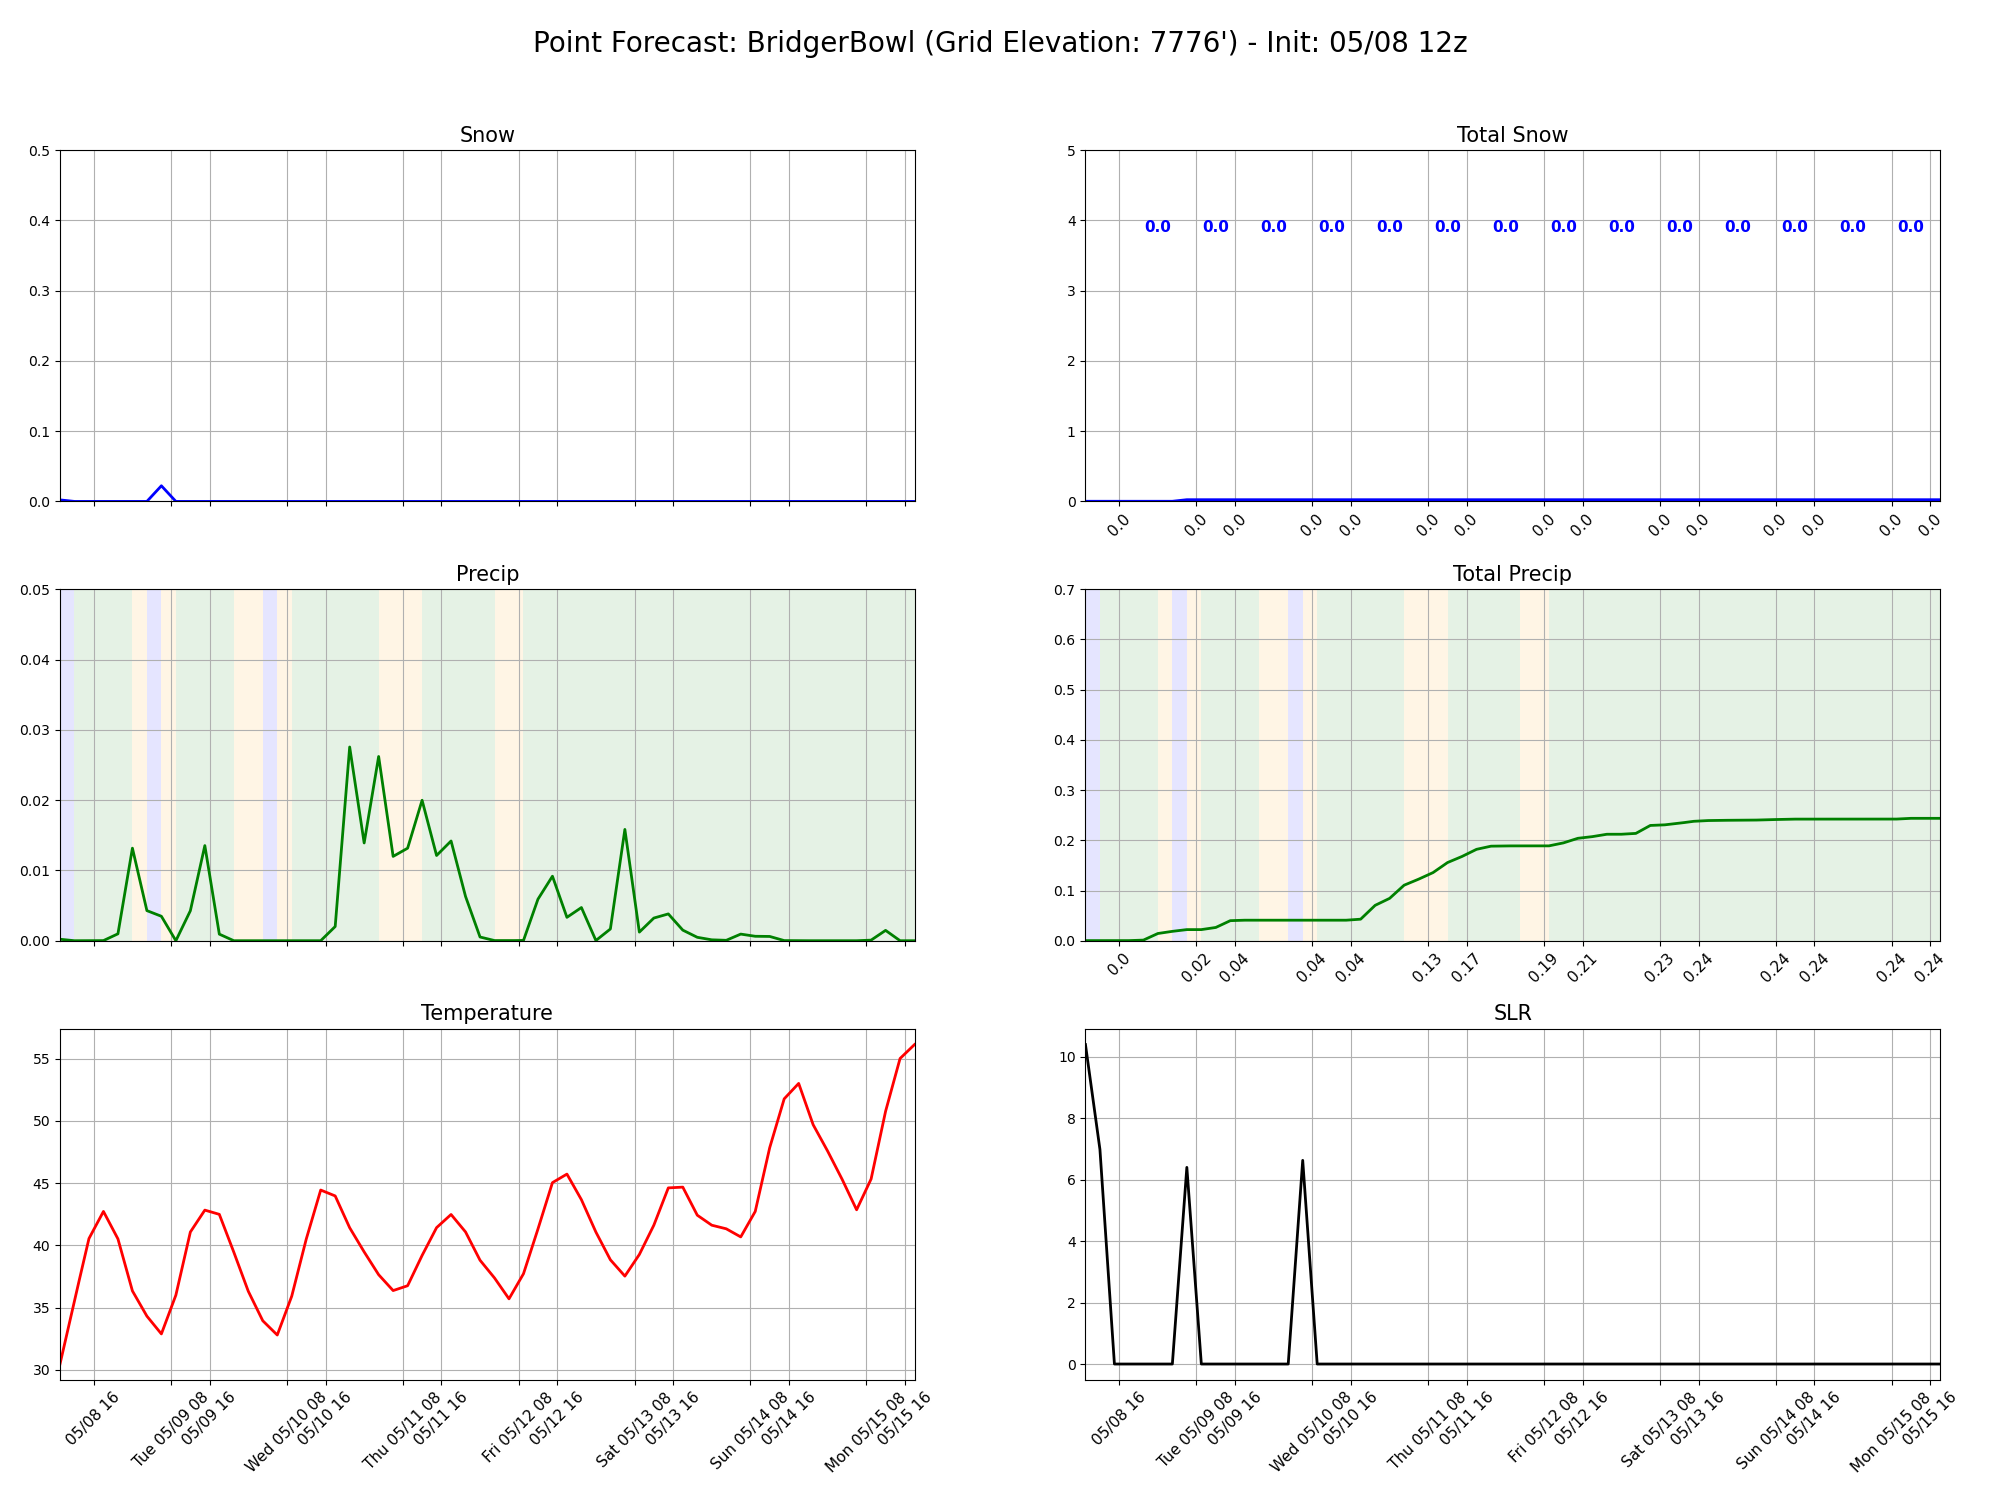 Point Forecast: BridgerBowl (Grid Elevation: 7776') - Init: 05/08 12z
Snow
0.5
0.4
0.3
0.2
0.1
0.0
Total Snow
5
4
3
2
1
0
0.0 0.0 0.0 0.0 0.0 0.0 0.0 0.0 0.0 0.0 0.0 0.0 0.0 0.0
0.0 0.0 0.0 0.0 0.0 0.0 0.0 0.0 0.0 0.0 0.0 0.0 0.0 0.0 0.0
Precip
0.05
0.04
0.03
0.02
0.01
0.00
Total Precip
0.7
0.6
0.5
0.4
0.3
0.2
0.1
0.0
0.0 0.02 0.04 0.04 0.04 0.13 0.17 0.19 0.21 0.23 0.24 0.24 0.24 0.24 0.24
Temperature
55
50
45
40
35
30
05/08 16
Tue 05/09 08
05/09 16
Wed 05/10 08
05/10 16
Thu 05/11 08
05/11 16
Fri 05/12 08
05/12 16
Sat 05/13 08
05/13 16
Sun 05/14 08
05/14 16
Mon 05/15 08
05/15 16
SLR
10
8
6
4
2
0
05/08 16
Tue 05/09 08
05/09 16
Wed 05/10 08
05/10 16
Thu 05/11 08
05/11 16
Fri 05/12 08
05/12 16
Sat 05/13 08
05/13 16
Sun 05/14 08
05/14 16
Mon 05/15 08
05/15 16